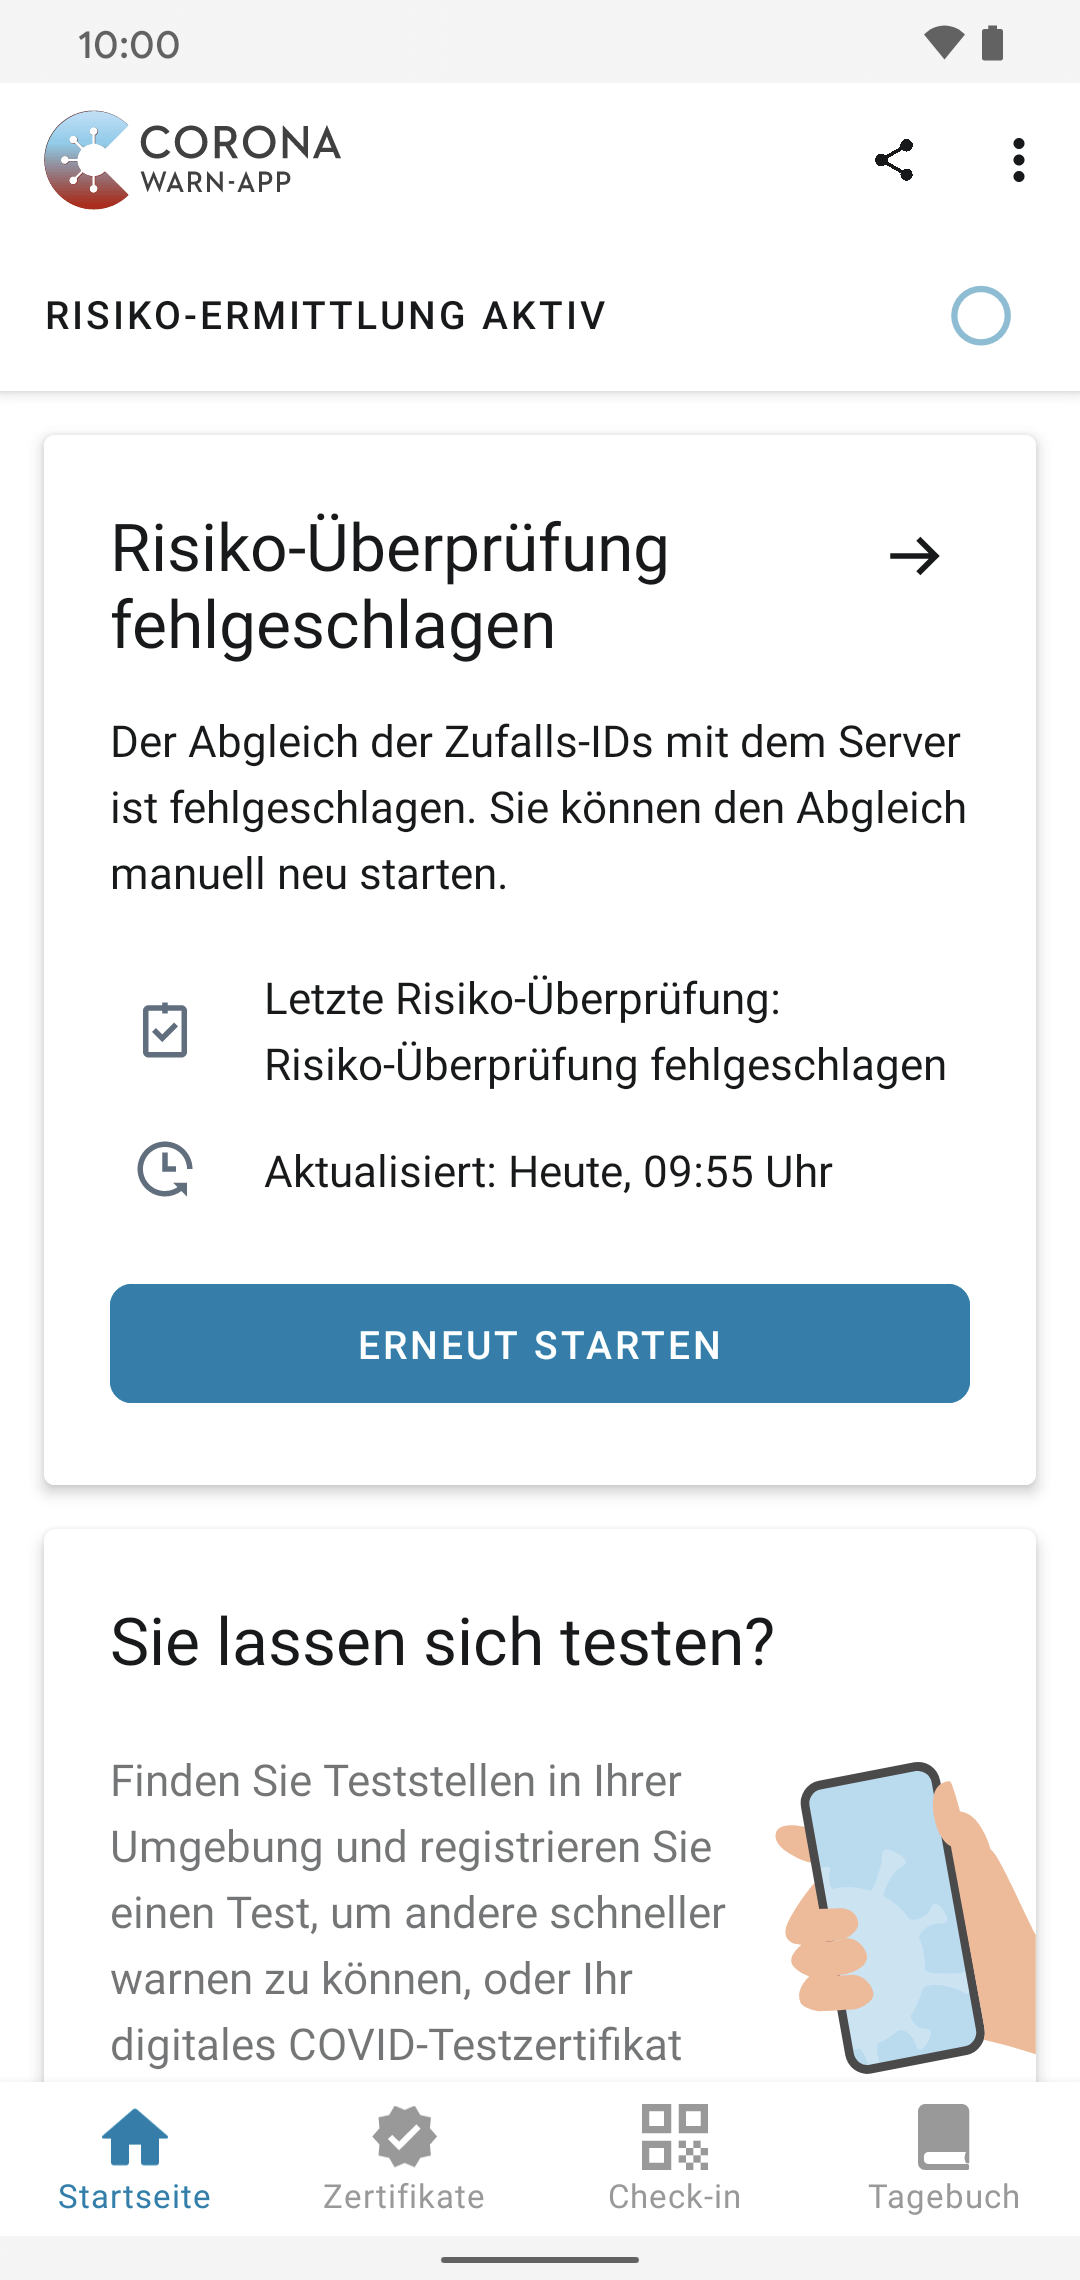 10:00
CORONA
WARN-APP
RISIKO-ERMITTLUNG AKTIV
Risiko-Überprüfung
fehlgeschlagen
Der Abgleich der Zufalls-IDs mit dem Server
ist fehlgeschlagen. Sie können den Abgleich
manuell neu starten.
Letzte Risiko-Überprüfung:
Risiko-Überprüfung fehlgeschlagen
Aktualisiert: Heute, 09:55 Uhr
ERNEUT STARTEN
Sie lassen sich testen?
Finden Sie Teststellen in Ihrer
Umgebung und registrieren Sie
einen Test, um andere schneller
warnen zu können, oder Ihr
digitales COVID-Testzertifikat
Startseite
Zertifikate
Check-in
Tagebuch